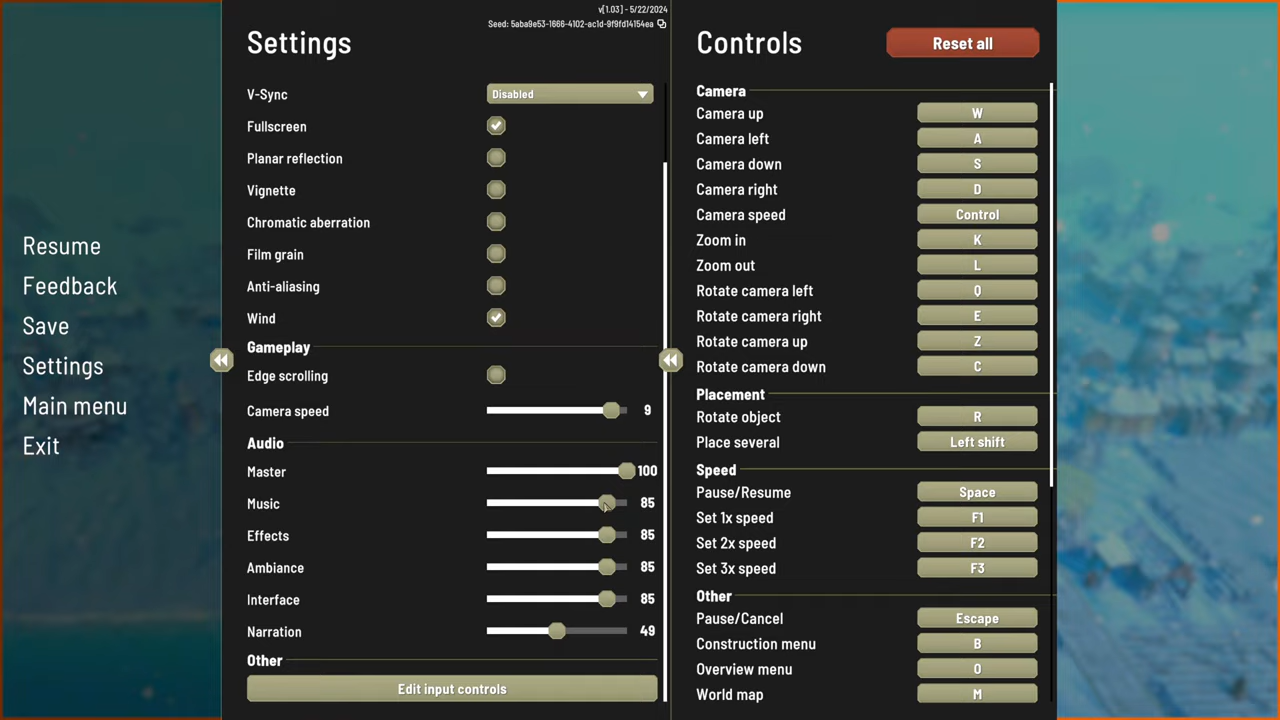 v[1.03] - 5/22/2024
Seed: 5aba9e53-1666-4102-ac1d-9f9fd14154ea
Resume
Feedback
Save
Settings
Main menu
Exit
Settings
V-Sync Disabled
Fullscreen
Planar reflection
Vignette
Chromatic aberration
Film grain
Anti-aliasing
Wind
Gameplay
Edge scrolling
Camera speed 9
Audio
Master 100
Music 85
Effects 85
Ambiance 85
Interface 85
Narration 49
Other
Edit input controls
Controls Reset all
Camera
Camera up W
Camera left A
Camera down S
Camera right D
Camera speed Control
Zoom in K
Zoom out L
Rotate camera left Q
Rotate camera right E
Rotate camera up Z
Rotate camera down C
Placement
Rotate object R
Place several Left shift
Speed
Pause/Resume Space
Set 1x speed F1
Set 2x speed F2
Set 3x speed F3
Other
Pause/Cancel Escape
Construction menu B
Overview menu O
World map M